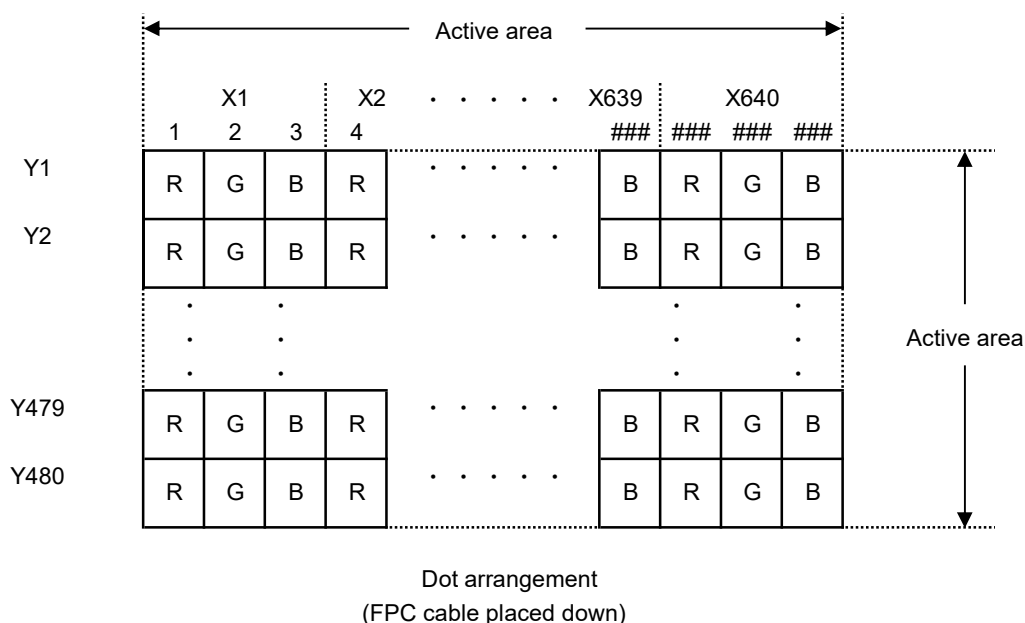 Active area
X1 X2 · · · · · X639 X640
1 2 3 4 ### ### ### ###
Y1 R G B R · · · · · B R G B
Y2 R G B R · · · · · B R G B
· · · ·
· · · ·
Active area
· · · ·
Y479 R G B R · · · · · B R G B
Y480 R G B R · · · · · B R G B
Dot arrangement
(FPC cable placed down)